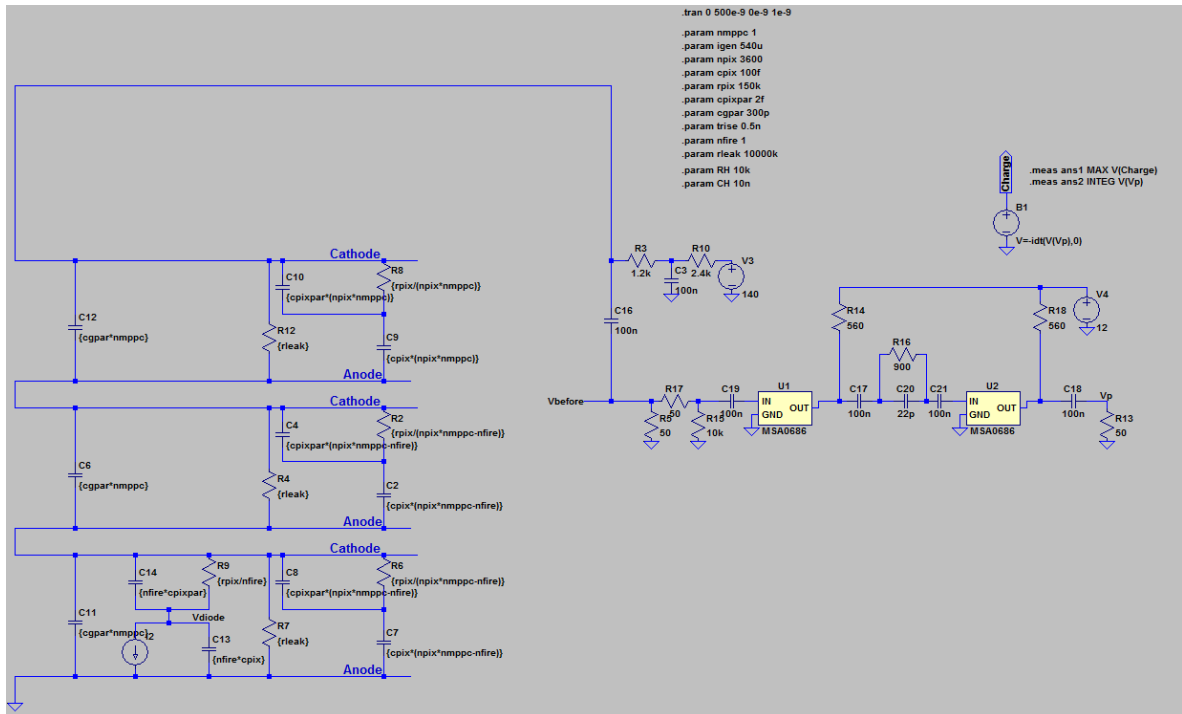 .tran 0 500e-9 0e-9 1e-9
.param nmppc 1
.param igen 540u
.param npix 3600
.param cpix 100f
.param rpix 150k
.param cpixpar 2f
.param cgpar 300p
.param trise 0.5n
.param nfire 1
.param rleak 10000k
.param RH 10k
.param CH 10n
Charge
.meas ans1 MAX V(Charge)
.meas ans2 INTEG V(Vp)
B1
V=-idt(V(Vp),0)
Cathode
C12
{cgpar*nmppc}
R12
{rleak}
C10
{cpixpar*(npix*nmppc)}
R8
{rpix/(npix*nmppc)}
C9
{cpix*(npix*nmppc)}
Anode
Cathode
C6
{cgpar*nmppc}
R4
{rleak}
C4
{cpixpar*(npix*nmppc-nfire)}
R2
{rpix/(npix*nmppc-nfire)}
C2
{cpix*(npix*nmppc-nfire)}
Anode
Cathode
C11
{cgpar*nmppc}
C14
{nfire*cpixpar}
R9
{rpix/nfire}
Vdiode
I2
C13
{nfire*cpix}
R7
{rleak}
C8
{cpixpar*(npix*nmppc-nfire)}
R6
{rpix/(npix*nmppc-nfire)}
C7
{cpix*(npix*nmppc-nfire)}
Anode
R3
1.2k
C3
100n
R10
2.4k
V3
140
C16
100n
Vbefore
R17
50
R5
50
R15
10k
C19
100n
U1
IN
GND
OUT
MSA0686
R14
560
C17
100n
R16
900
C20
22p
C21
100n
U2
IN
GND
OUT
MSA0686
R18
560
V4
12
C18
100n
Vp
R13
50